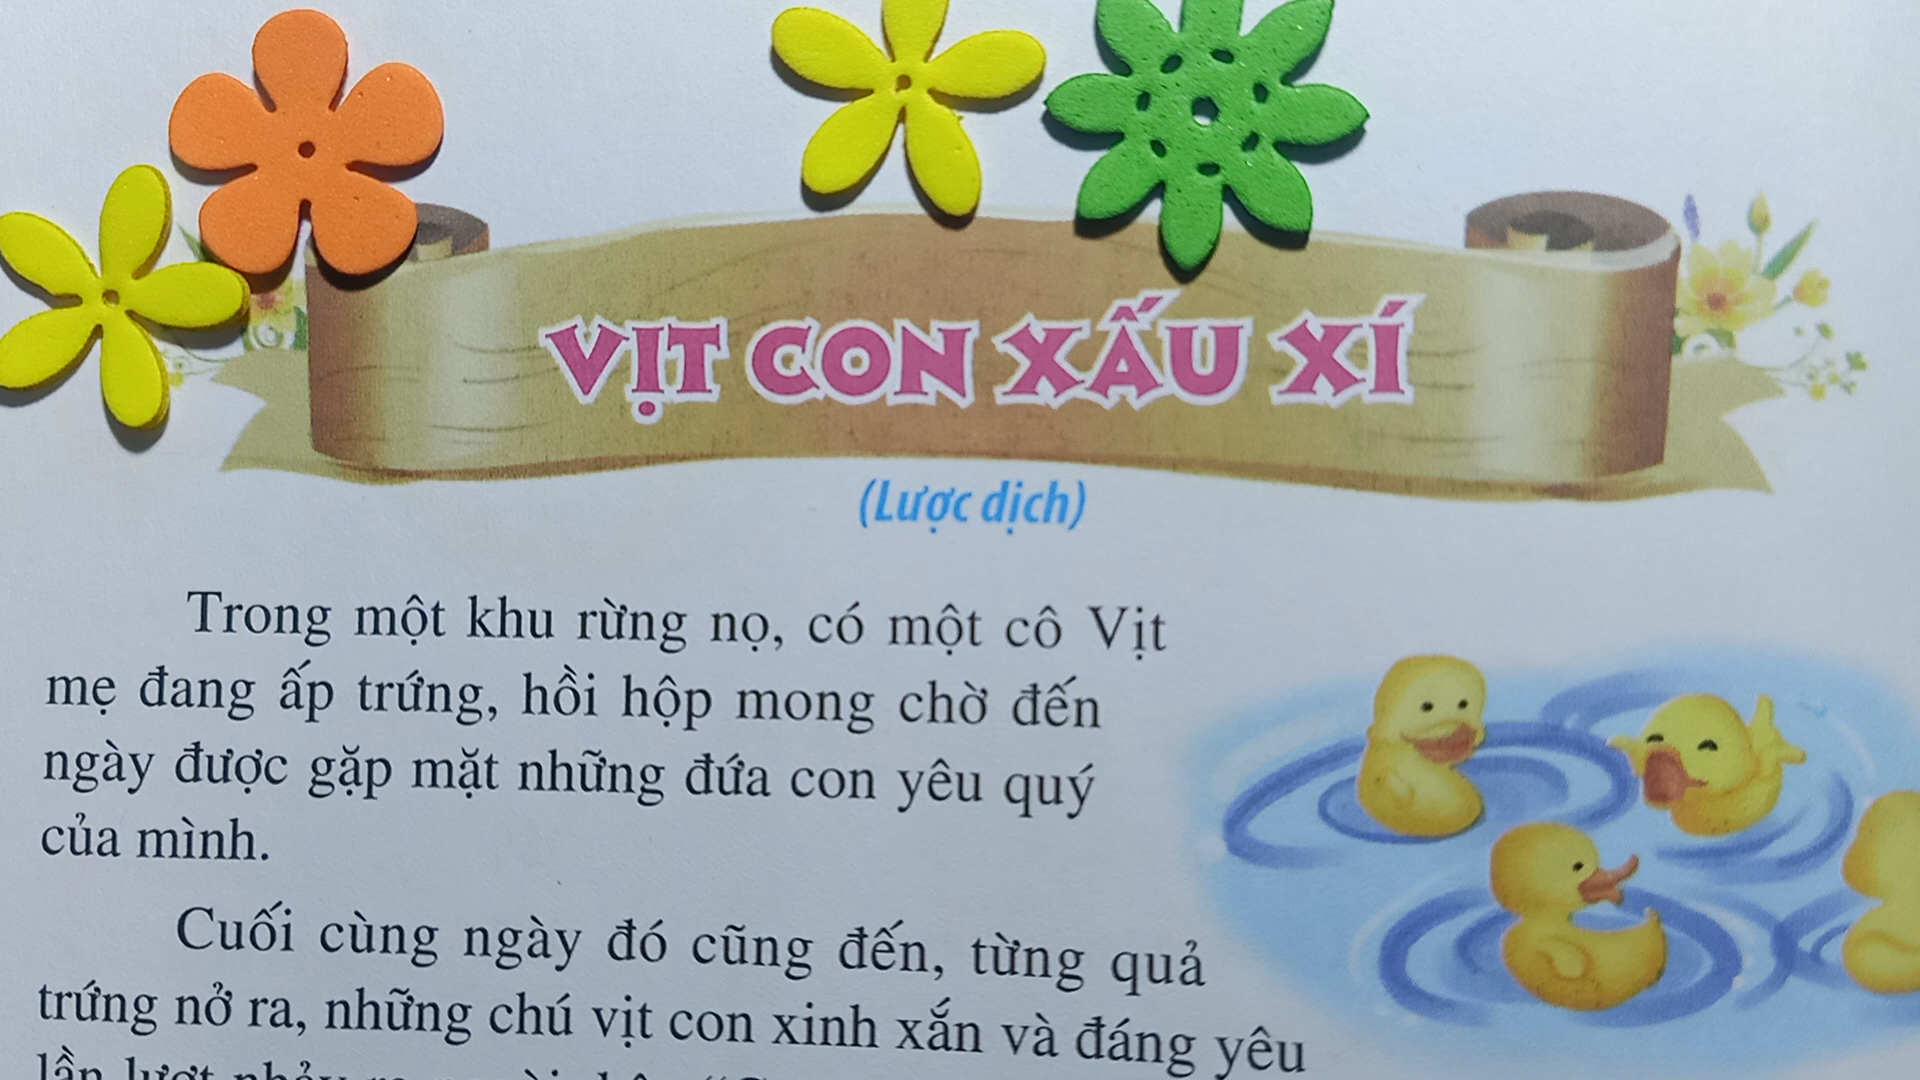 VỊT CON XẤU XÍ
(Lược dịch)
Trong một khu rừng nọ, có một cô Vịt
mẹ đang ấp trứng, hồi hộp mong chờ đến
ngày được gặp mặt những đứa con yêu quý
của mình.
Cuối cùng ngày đó cũng đến, từng quả
trứng nở ra, những chú vịt con xinh xắn và đáng yêu
lần lượt